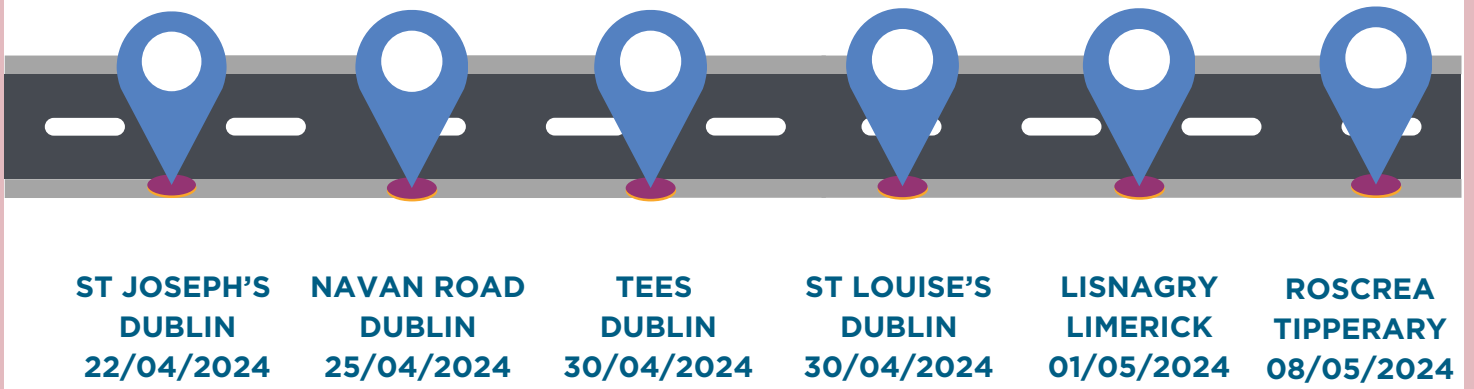 ST JOSEPH'S
DUBLIN
22/04/2024
NAVAN ROAD
DUBLIN
25/04/2024
TEES
DUBLIN
30/04/2024
ST LOUISE'S
DUBLIN
30/04/2024
LISNAGRY
LIMERICK
01/05/2024
ROSCREA
TIPPERARY
08/05/2024